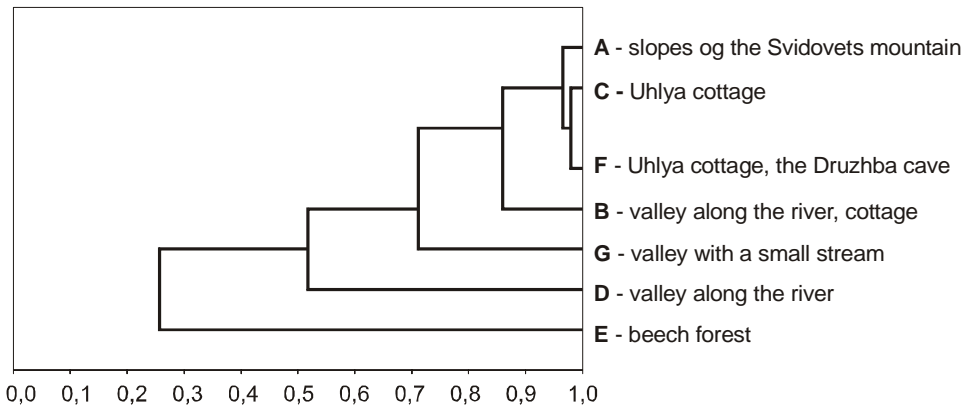 A - slopes og the Svidovets mountain
C - Uhlya cottage
F - Uhlya cottage, the Druzhba cave
B - valley along the river, cottage
G - valley with a small stream
D - valley along the river
E - beech forest
0,0 0,1 0,2 0,3 0,4 0,5 0,6 0,7 0,8 0,9 1,0